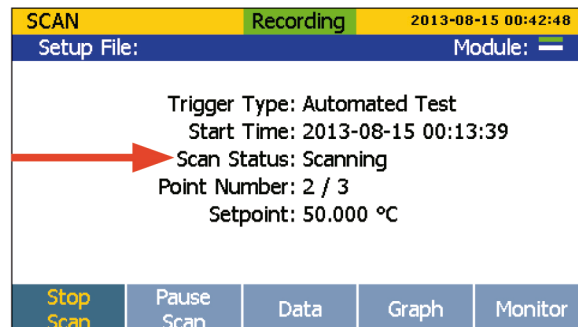 SCAN Recording 2013-08-15 00:42:48
Setup File: Module:
Trigger Type: Automated Test
Start Time: 2013-08-15 00:13:39
Scan Status: Scanning
Point Number: 2 / 3
Setpoint: 50.000 °C
Stop Scan Pause Scan Data Graph Monitor